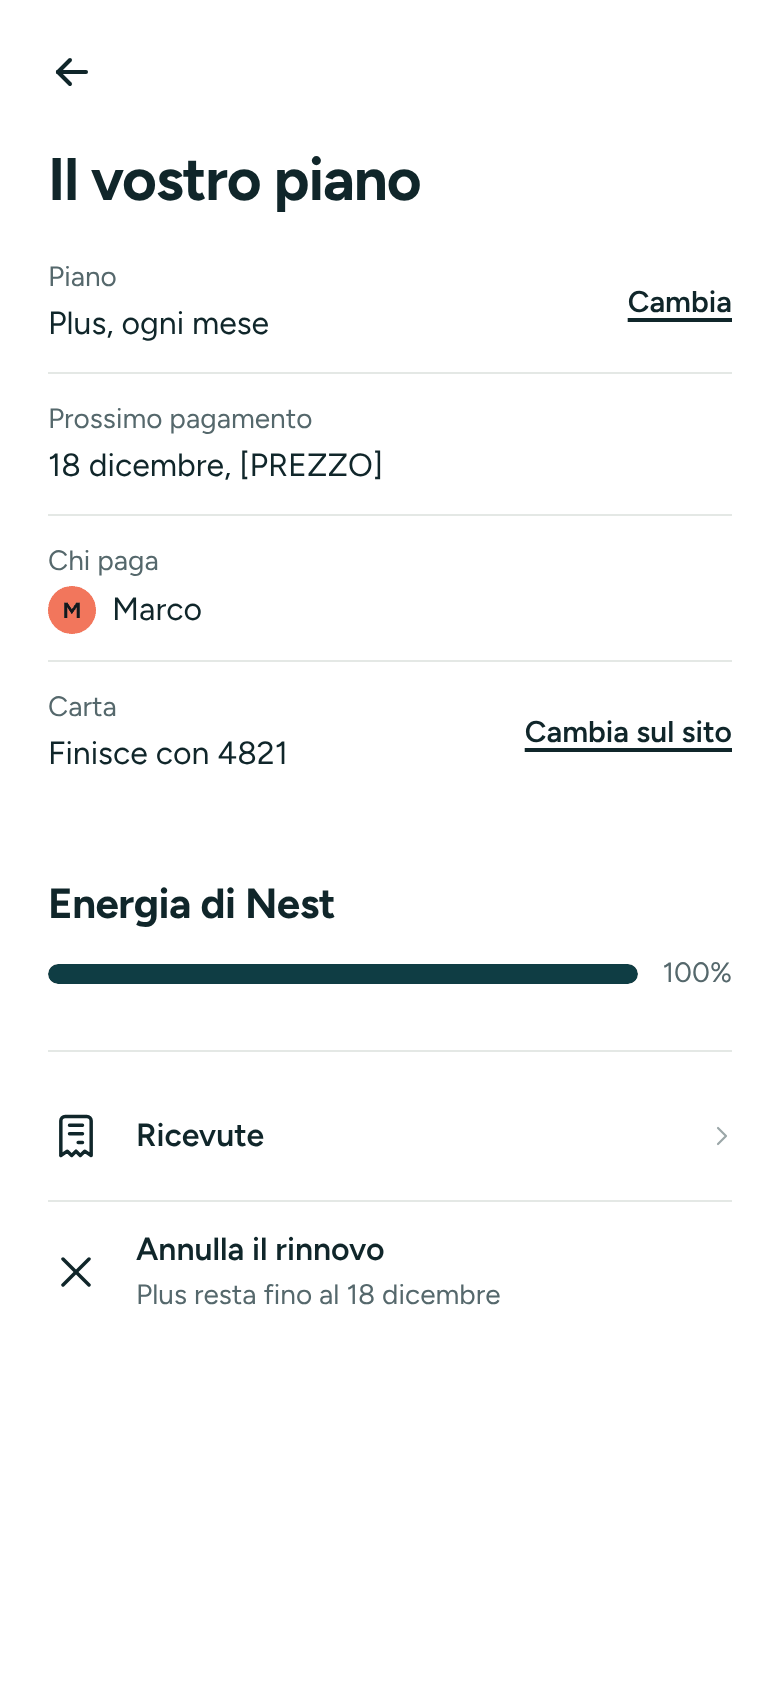 Il vostro piano
Piano
Plus, ogni mese
Cambia
Prossimo pagamento
18 dicembre, [PREZZO]
Chi paga
M
Marco
Carta
Finisce con 4821
Cambia sul sito
Energia di Nest
100%
Ricevute
Annulla il rinnovo
Plus resta fino al 18 dicembre